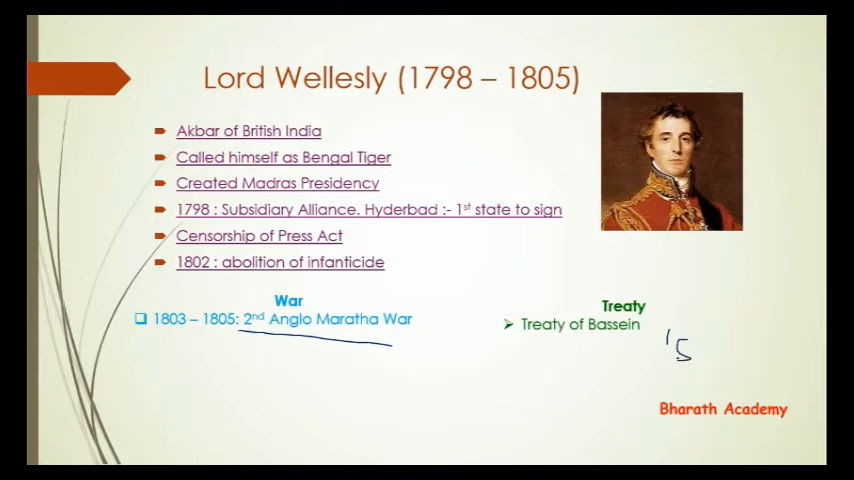 Lord Wellesly (1798 – 1805)
Akbar of British India
Called himself as Bengal Tiger
Created Madras Presidency
1798 : Subsidiary Alliance. Hyderbad :- 1st state to sign
Censorship of Press Act
1802 : abolition of infanticide
War
1803 – 1805: 2nd Anglo Maratha War
Treaty
Treaty of Bassein
Bharath Academy